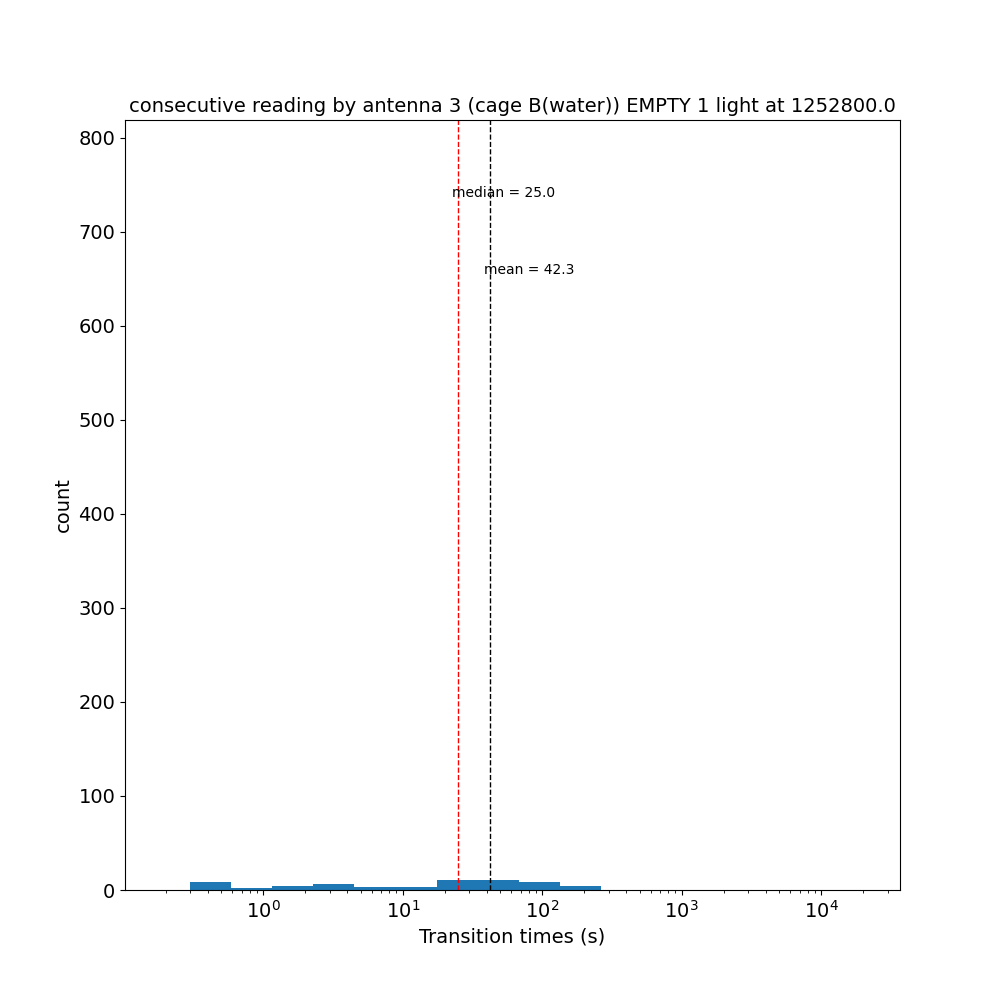 consecutive reading by antenna 3 (cage B(water)) EMPTY 1 light at 1252800.0
800
median = 25.0
700
mean = 42.3
600
500
count
400
300
200
100
0
10⁰ 10¹ 10² 10³ 10⁴
Transition times (s)